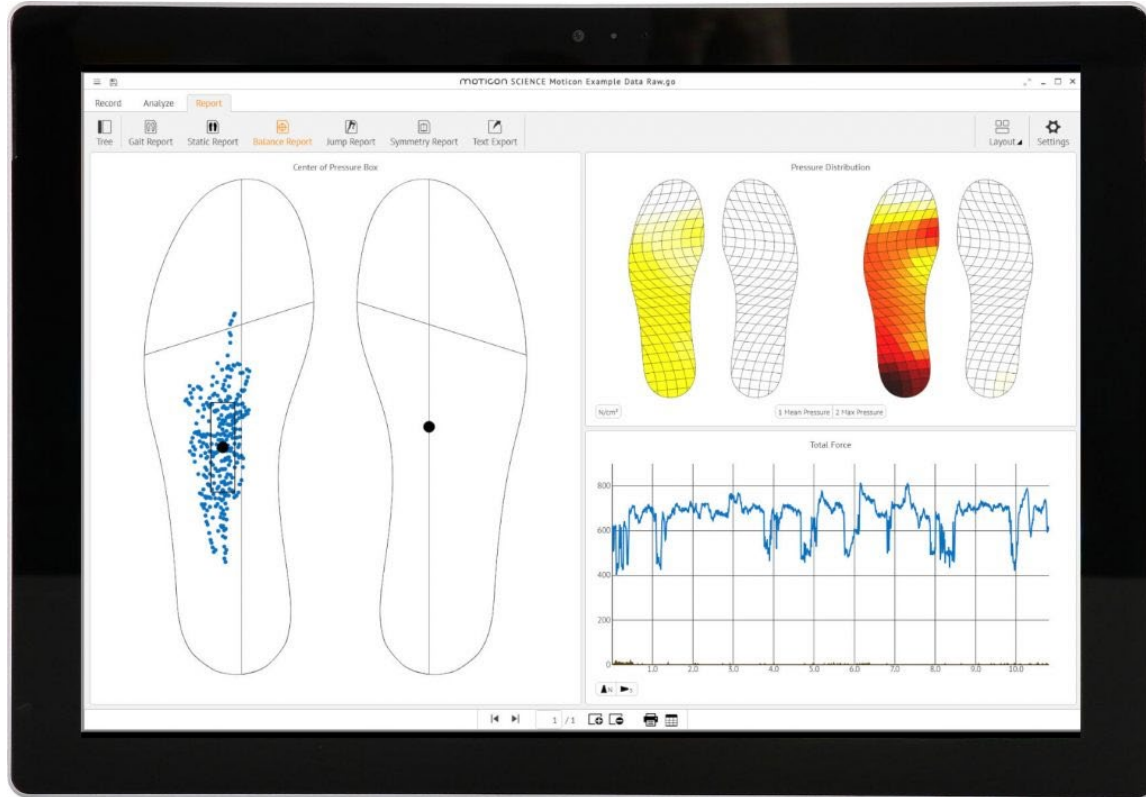 MOTICON SCIENCE Moticon Example Data Raw.go
Record Analyze Report
Tree Gait Report Static Report Balance Report Jump Report Symmetry Report Text Export Layout Settings
Center of Pressure Box
Pressure Distribution
N/cm²
1 Mean Pressure 2 Max Pressure
Total Force
800
600
400
200
0
1.0 2.0 3.0 4.0 5.0 6.0 7.0 8.0 9.0 10.0
N s
1 / 1